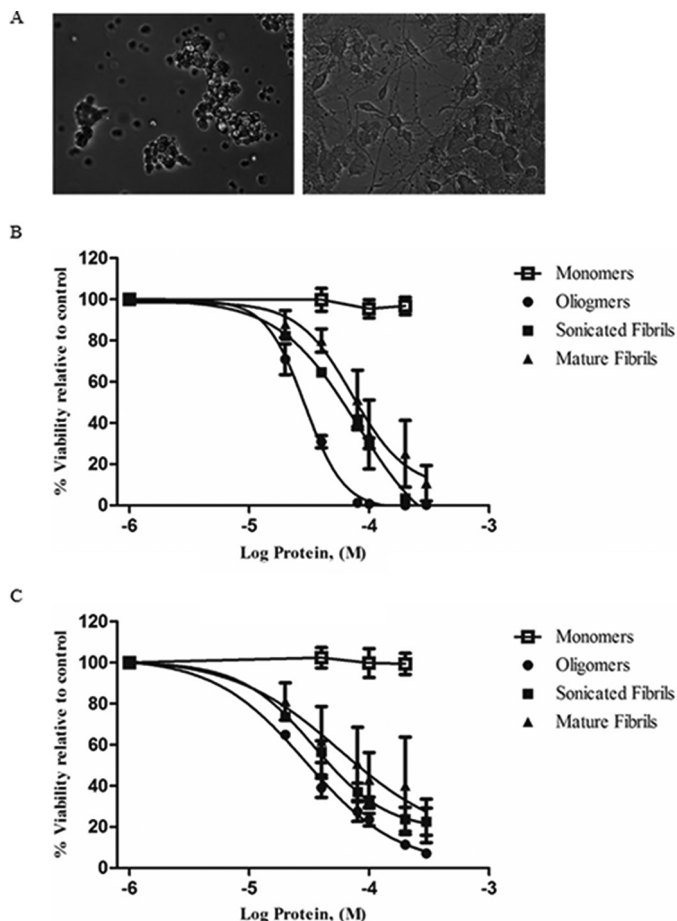 A
B
120
100
80
60
40
20
0
-6
-5
-4
-3
% Viability relative to control
Log Protein, (M)
Monomers
Oliogmers
Sonicated Fibrils
Mature Fibrils
C
120
100
80
60
40
20
0
-6
-5
-4
-3
% Viability relative to control
Log Protein, (M)
Monomers
Oligomers
Sonicated Fibrils
Mature Fibrils